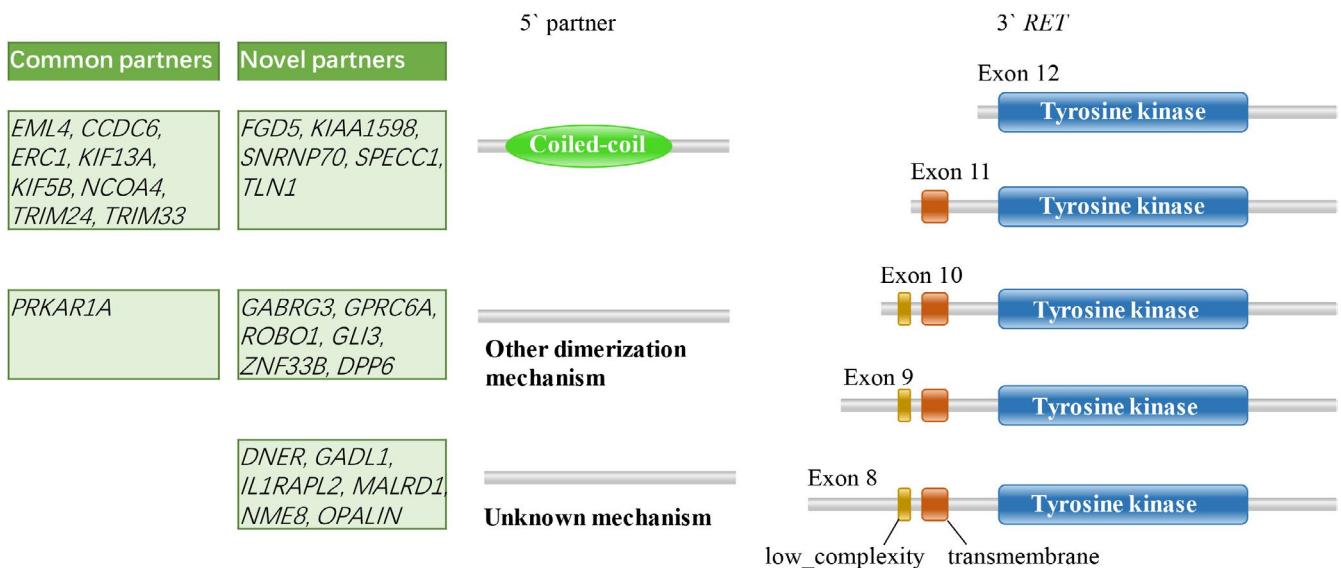 5` partner
3` RET
Common partners
Novel partners
EML4, CCDC6,
ERC1, KIF13A,
KIF5B, NCOA4,
TRIM24, TRIM33
FGD5, KIAA1598,
SNRNP70, SPECC1,
TLN1
Coiled-coil
Exon 12
Tyrosine kinase
Exon 11
Tyrosine kinase
PRKAR1A
GABRG3, GPRC6A,
ROBO1, GLI3,
ZNF33B, DPP6
Other dimerization
mechanism
Exon 10
Tyrosine kinase
Exon 9
Tyrosine kinase
DNER, GADL1,
IL1RAPL2, MALRD1,
NME8, OPALIN
Unknown mechanism
Exon 8
Tyrosine kinase
low_complexity
transmembrane